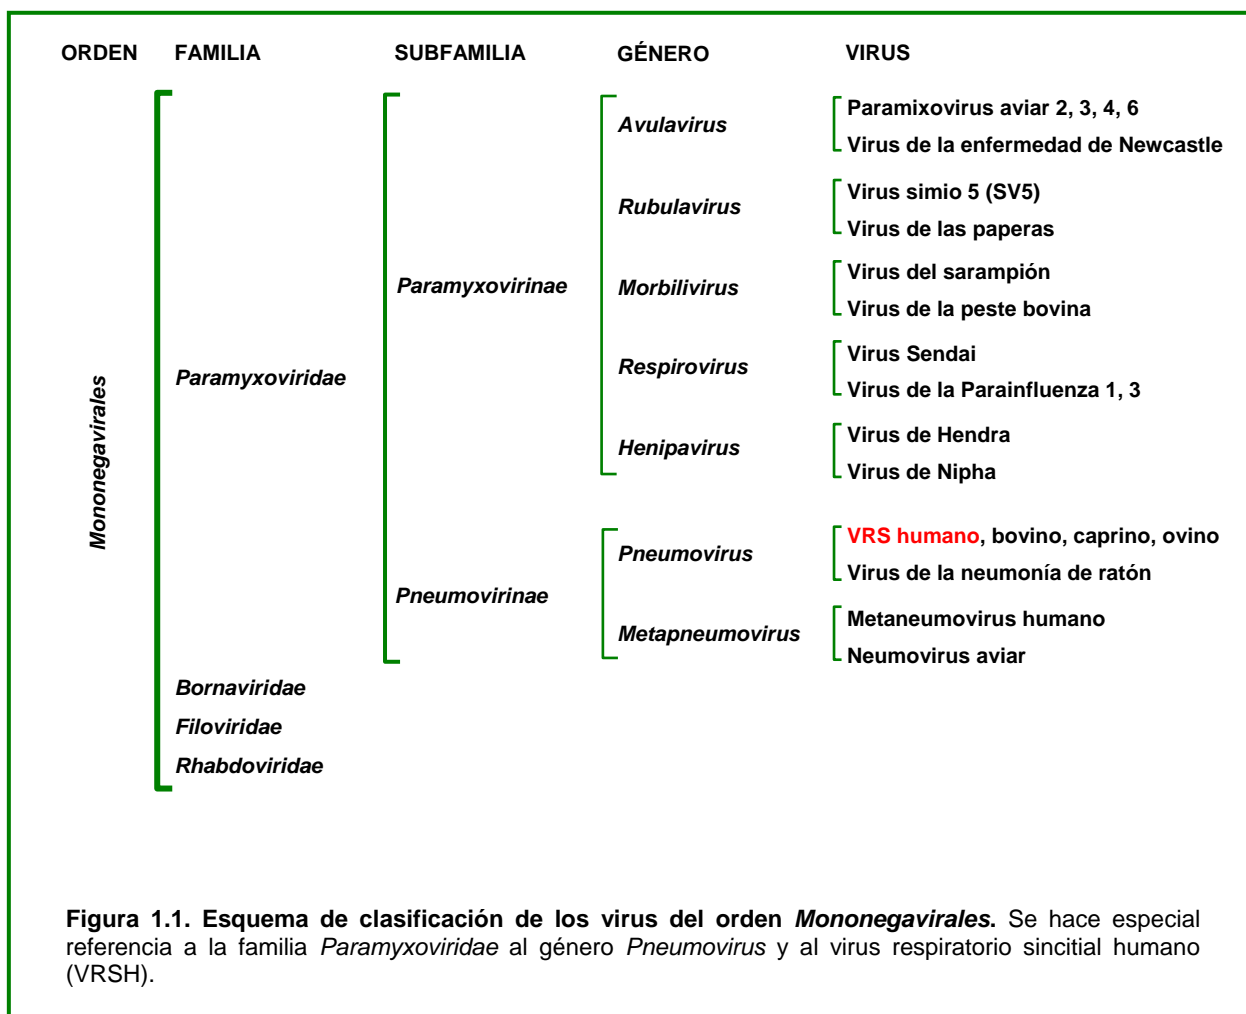 ORDEN FAMILIA SUBFAMILIA GÉNERO VIRUS
Mononegavirales
Paramyxoviridae
Paramyxovirinae
Avulavirus
Paramixovirus aviar 2, 3, 4, 6
Virus de la enfermedad de Newcastle
Rubulavirus
Virus simio 5 (SV5)
Virus de las paperas
Morbilivirus
Virus del sarampión
Virus de la peste bovina
Respirovirus
Virus Sendai
Virus de la Parainfluenza 1, 3
Henipavirus
Virus de Hendra
Virus de Nipha
Pneumovirinae
Pneumovirus
VRS humano, bovino, caprino, ovino
Virus de la neumonía de ratón
Metapneumovirus
Metaneumovirus humano
Neumovirus aviar
Bornaviridae
Filoviridae
Rhabdoviridae
Figura 1.1. Esquema de clasificación de los virus del orden Mononegavirales. Se hace especial
referencia a la familia Paramyxoviridae al género Pneumovirus y al virus respiratorio sincitial humano
(VRSH).